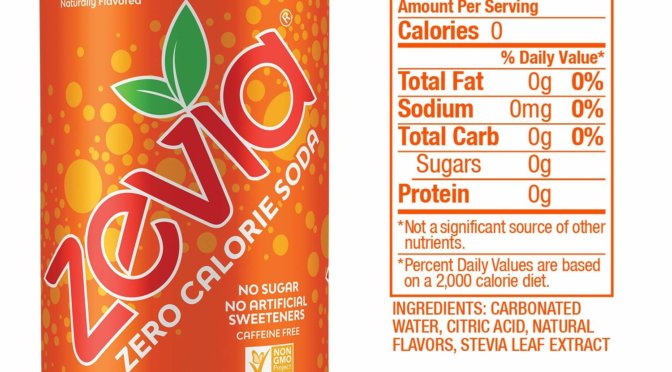 Naturally Flavored
zevia®
ZERO CALORIE SODA
NO SUGAR
NO ARTIFICIAL
SWEETENERS
CAFFEINE FREE
NON
GMO
Project
Amount Per Serving
Calories 0
% Daily Value*
Total Fat 0g 0%
Sodium 0mg 0%
Total Carb 0g 0%
Sugars 0g
Protein 0g
*Not a significant source of other
nutrients.
*Percent Daily Values are based
on a 2,000 calorie diet.
INGREDIENTS: CARBONATED
WATER, CITRIC ACID, NATURAL
FLAVORS, STEVIA LEAF EXTRACT